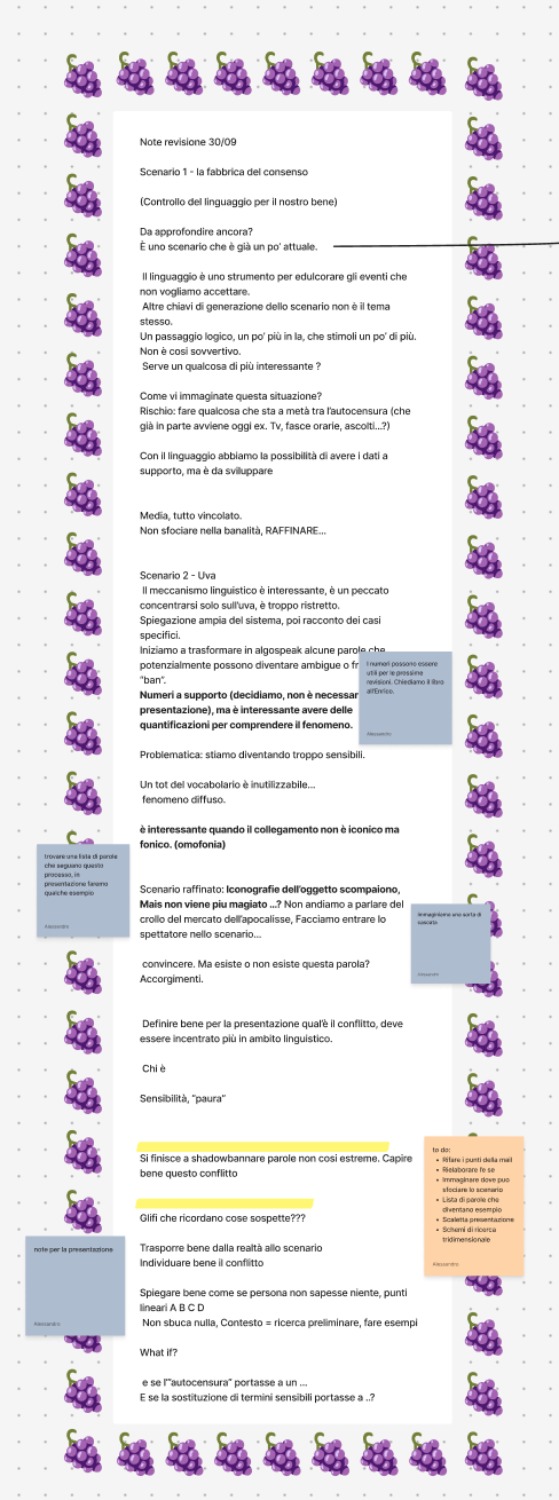 Note revisione 30/09
Scenario 1 - la fabbrica del consenso
(Controllo del linguaggio per il nostro bene)
Da approfondire ancora?
È uno scenario che è già un po' attuale.
Il linguaggio è uno strumento per edulcorare gli eventi che
non vogliamo accettare.
Altre chiavi di generazione dello scenario non è il tema
stesso.
Un passaggio logico, un po' più in la, che stimoli un po' di più.
Non è cosi sovvertivo.
Serve un qualcosa di più interessante ?
Come vi immaginate questa situazione?
Rischio: fare qualcosa che sta a metà tra l'autocensura (che
già in parte avviene oggi ex. Tv, fasce orarie, ascolti...?)
Con il linguaggio abbiamo la possibilità di avere i dati a
supporto, ma è da sviluppare
Media, tutto vincolato.
Non sfociare nella banalità, RAFFINARE...
Scenario 2 - Uva
Il meccanismo linguistico è interessante, è un peccato
concentrarsi solo sull'uva, è troppo ristretto.
Spiegazione ampia del sistema, poi racconto dei casi
specifici.
Iniziamo a trasformare in algospeak alcune parole che
potenzialmente possono diventare ambigue o
"ban".
Numeri a supporto (decidiamo, non è
presentazione), ma è interessante avere delle
quantificazioni per comprendere il fenomeno.
I numeri possono essere
utili per le prossime
revisioni. Chiediamo il libro
all'Enrico.
Alessandro
Problematica: stiamo diventando troppo sensibili.
Un tot del vocabolario è inutilizzabile...
fenomeno diffuso.
è interessante quando il collegamento non è iconico ma
fonico. (omofonia)
trovare una lista di parole
che seguano questo
processo, in
presentazione faremo
qualche esempio
Alessandro
Scenario raffinato: Iconografie dell'oggetto scompaiono,
Mais non viene piu magiato ...? Non andiamo a parlare del
crollo del mercato dell'apocalisse, Facciamo entrare lo
spettatore nello scenario...
immaginiamo una sorta di
cascata
Alessandro
convincere. Ma esiste o non esiste questa parola?
Accorgimenti.
Definire bene per la presentazione qual'è il conflitto, deve
essere incentrato più in ambito linguistico.
Chi è
Sensibilità, "paura"
Si finisce a shadowbannare parole non cosi estreme. Capire
bene questo conflitto
to do:
• Rifare i punti della mail
• Rielaborare fe se
• Immaginare dove puo
sfociare lo scenario
• Lista di parole che
diventano esempio
• Scaletta presentazione
• Schemi di ricerca
tridimensionale
Alessandro
Glifi che ricordano cose sospette???
note per la presentazione
Alessandro
Trasporre bene dalla realtà allo scenario
Individuare bene il conflitto
Spiegare bene come se persona non sapesse niente, punti
lineari A B C D
Non sbuca nulla, Contesto = ricerca preliminare, fare esempi
What if?
e se l'"autocensura" portasse a un ...
E se la sostituzione di termini sensibili portasse a ..?